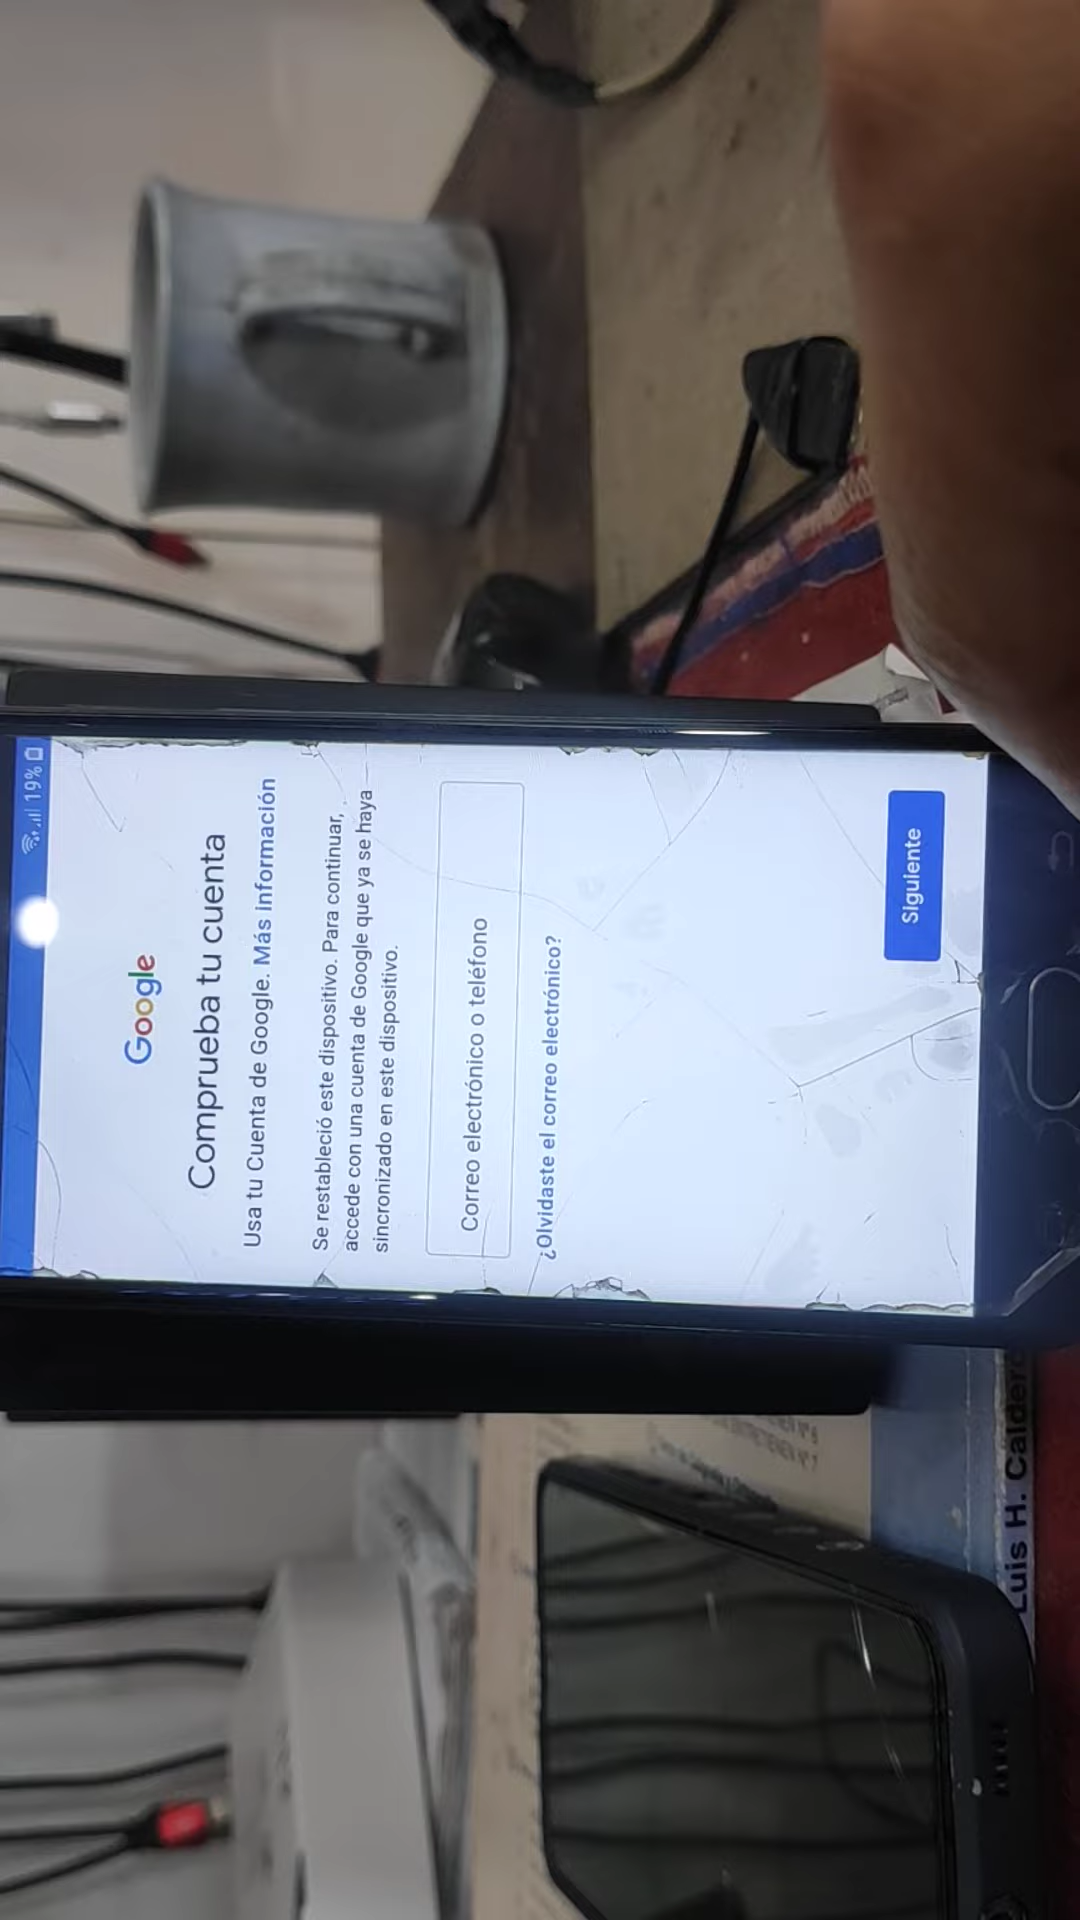 19%
Google
Comprueba tu cuenta
Usa tu Cuenta de Google. Más información
Se restableció este dispositivo. Para continuar,
accede con una cuenta de Google que ya se haya
sincronizado en este dispositivo.
Correo electrónico o teléfono
¿Olvidaste el correo electrónico?
Siguiente
Luis H. Calderó